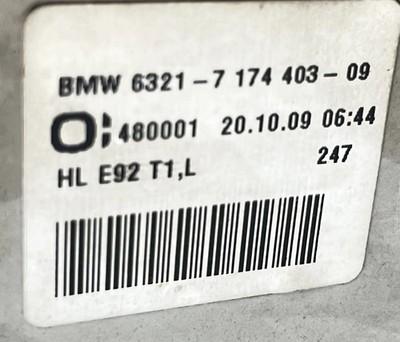 BMW 6321-7 174 403-09
480001 20.10.09 06:44
HL E92 T1,L 247